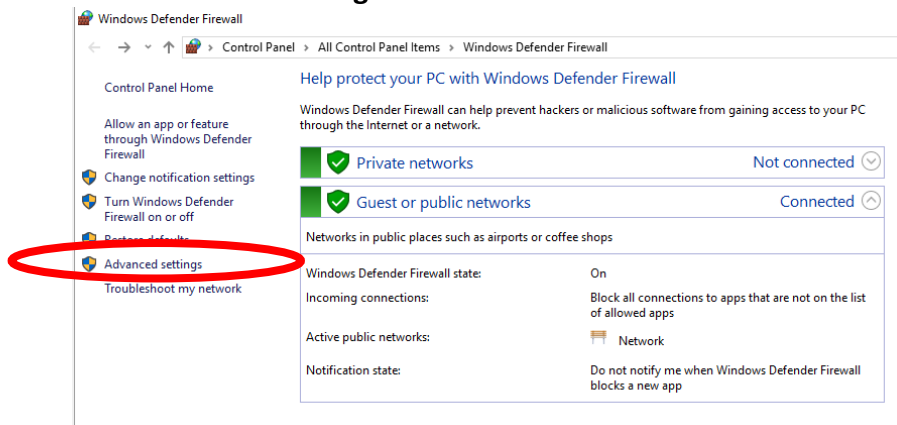 Windows Defender Firewall
Control Panel > All Control Panel Items > Windows Defender Firewall
Control Panel Home
Allow an app or feature
through Windows Defender
Firewall
Change notification settings
Turn Windows Defender
Firewall on or off
Restore defaults
Advanced settings
Troubleshoot my network
Help protect your PC with Windows Defender Firewall
Windows Defender Firewall can help prevent hackers or malicious software from gaining access to your PC
through the Internet or a network.
Private networks Not connected
Guest or public networks Connected
Networks in public places such as airports or coffee shops
Windows Defender Firewall state: On
Incoming connections: Block all connections to apps that are not on the list
of allowed apps
Active public networks: Network
Notification state: Do not notify me when Windows Defender Firewall
blocks a new app